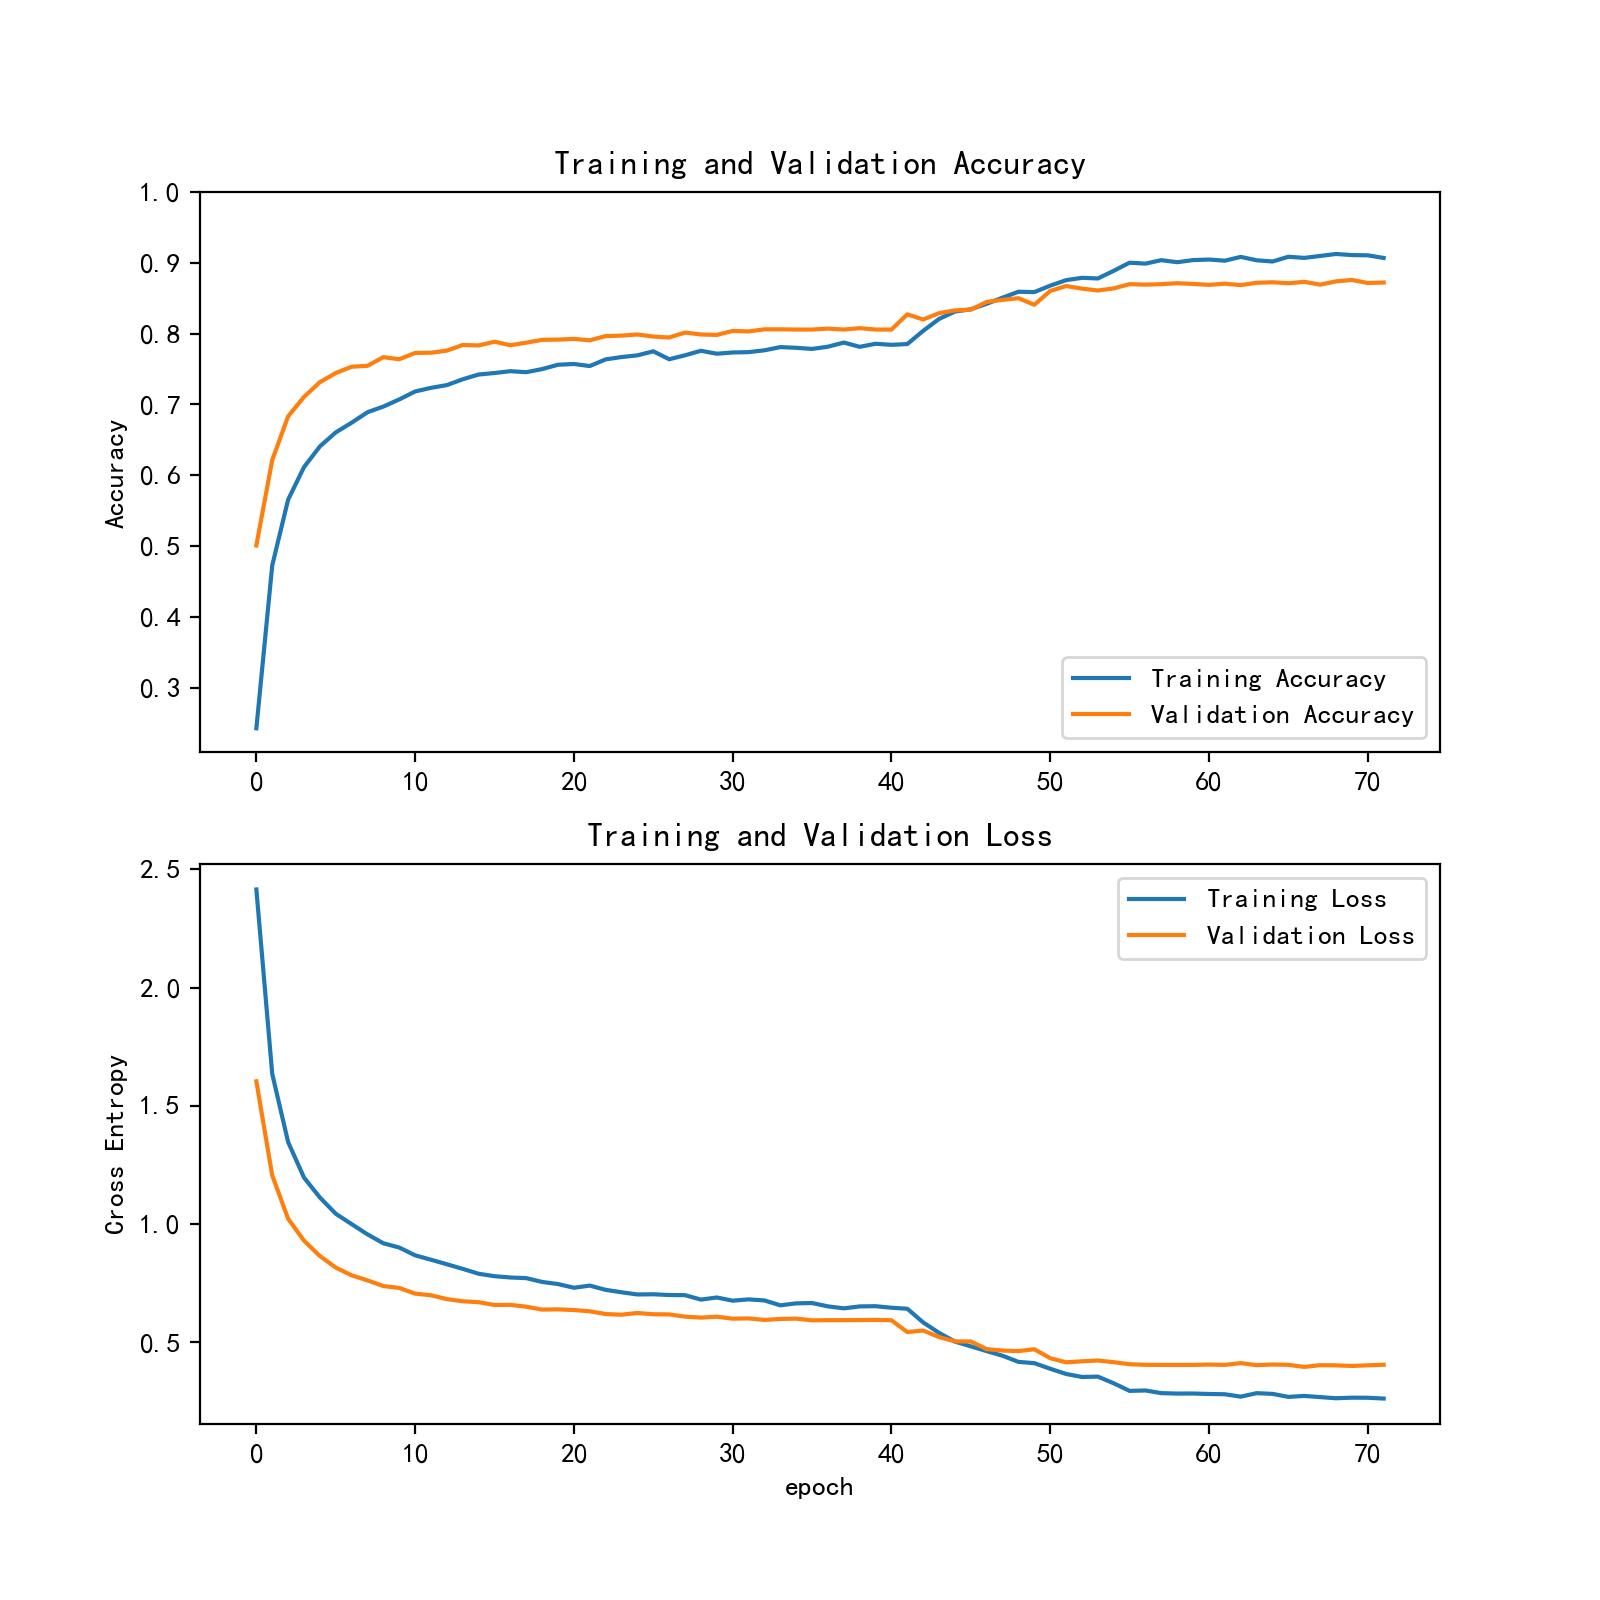 Training and Validation Accuracy
1.0
0.9
0.8
0.7
0.6
0.5
0.4
0.3
Accuracy
Training Accuracy
Validation Accuracy
0 10 20 30 40 50 60 70
Training and Validation Loss
2.5
2.0
1.5
1.0
0.5
Cross Entropy
Training Loss
Validation Loss
0 10 20 30 40 50 60 70
epoch